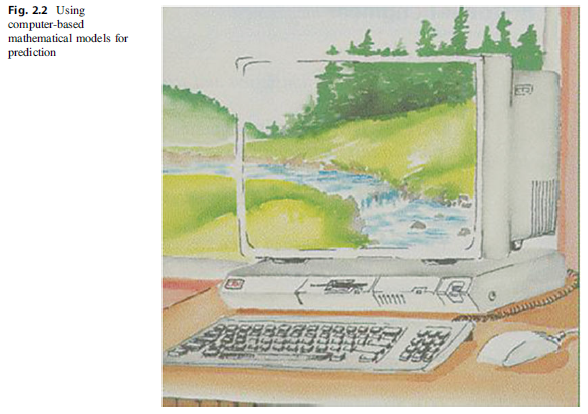 Fig. 2.2 Using
computer-based
mathematical models for
prediction